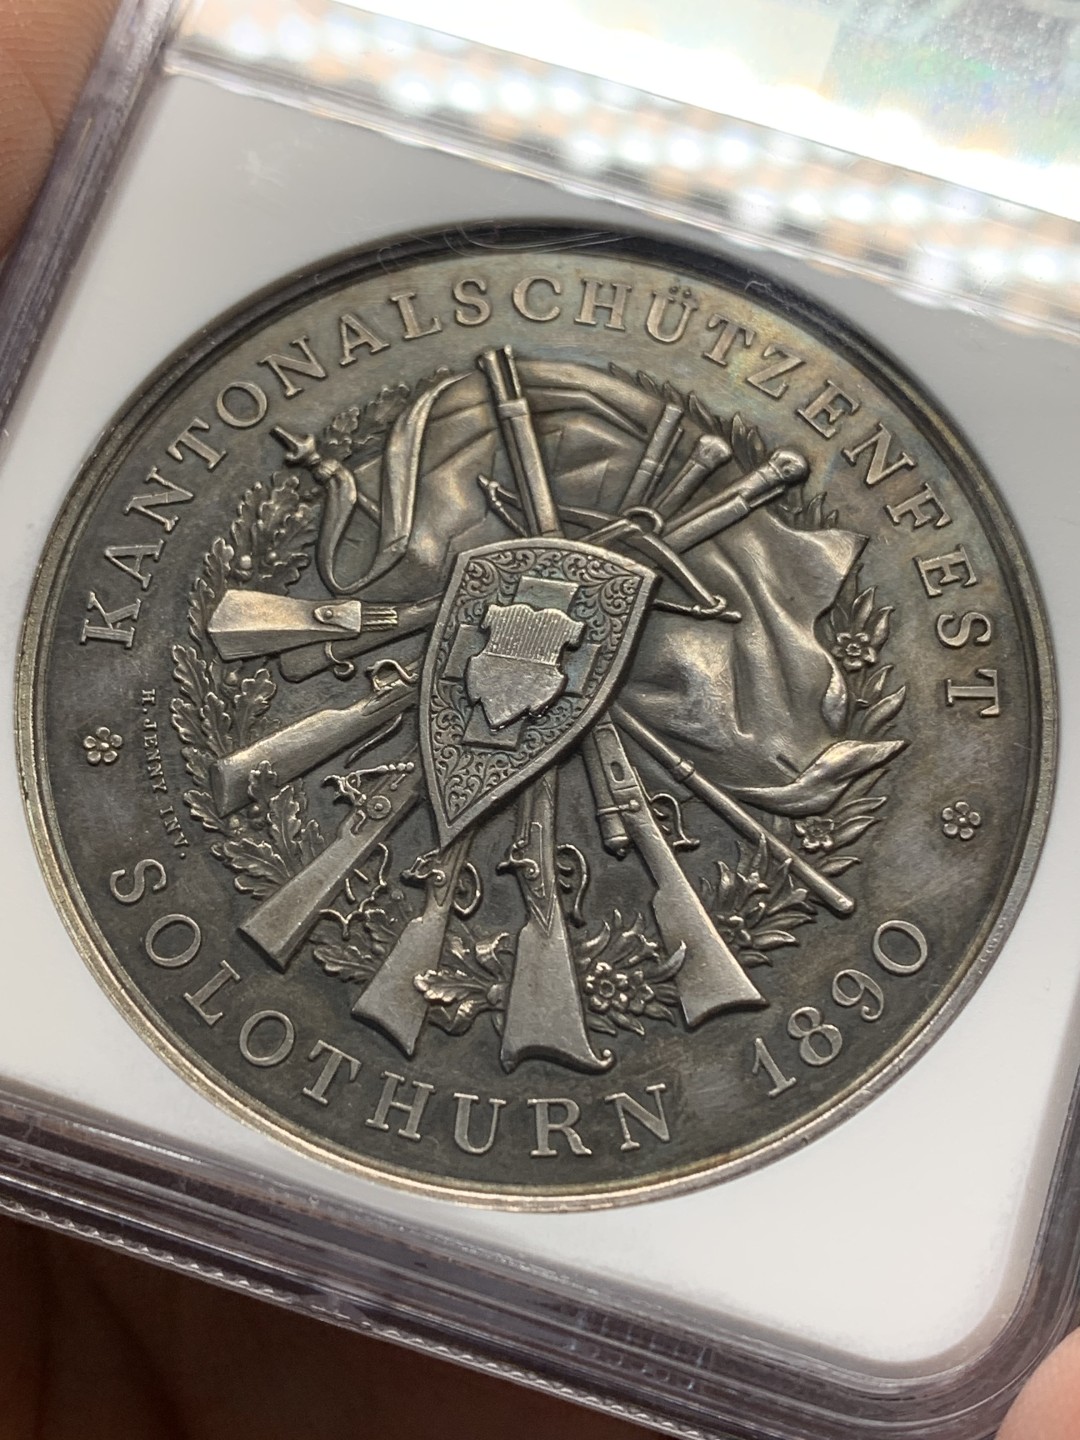 KANTONALSCHÜTZENFEST
H. JENNY INV.
SOLOTHURN 1890